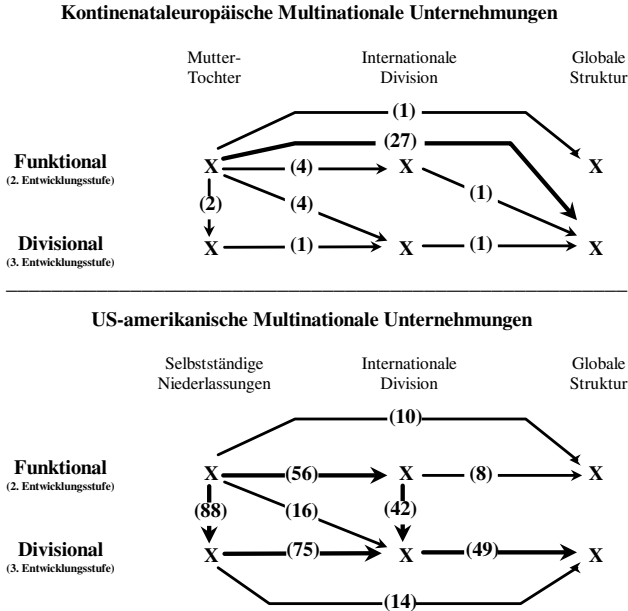 Kontinenataleuropäische Multinationale Unternehmungen
Mutter- Internationale Globale
Tochter Division Struktur
(1)
(27)
Funktional X (4) X X
(2. Entwicklungsstufe)
(2) (4) (1)
Divisional X (1) X (1) X
(3. Entwicklungsstufe)
US-amerikanische Multinationale Unternehmungen
Selbstständige Internationale Globale
Niederlassungen Division Struktur
(10)
Funktional X (56) X (8) X
(2. Entwicklungsstufe)
(88) (16) (42)
Divisional X (75) X (49) X
(3. Entwicklungsstufe)
(14)